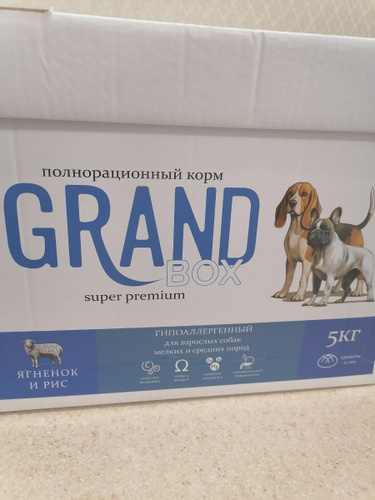 полнорационный корм
GRAND
BOX
super premium
ГИПОАЛЛЕРГЕННЫЙ
для взрослых собак
мелких и средних пород
5КГ
ЯГНЕНОК
И РИС